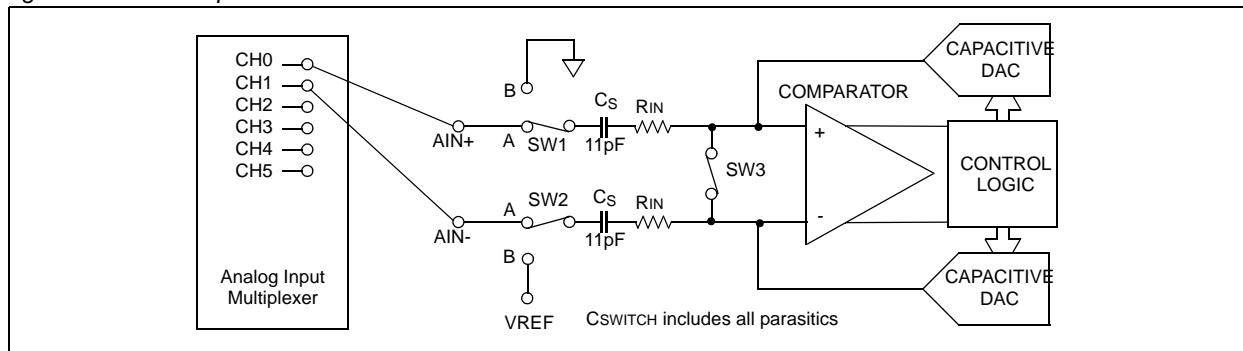 CAPACITIVE
DAC
CH0
CH1
CH2
CH3
CH4
CH5
B
COMPARATOR
CS
RIN
AIN+
A
SW1
11pF
+
SW3
CONTROL
LOGIC
A
SW2
CS
RIN
-
AIN-
11pF
B
CAPACITIVE
DAC
Analog Input
Multiplexer
VREF
CSWITCH includes all parasitics